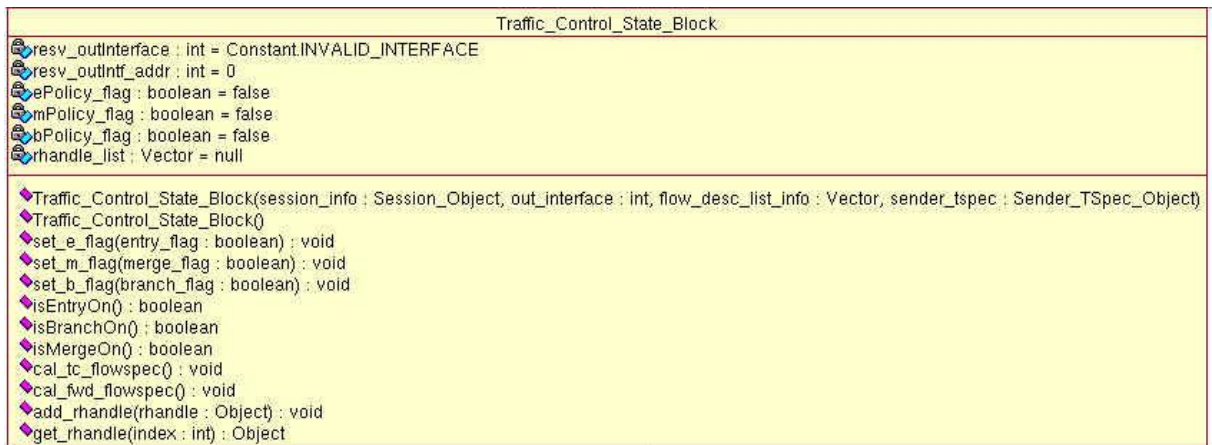 Traffic_Control_State_Block
resv_outInterface : int = Constant.INVALID_INTERFACE
resv_outIntf_addr : int = 0
ePolicy_flag : boolean = false
mPolicy_flag : boolean = false
bPolicy_flag : boolean = false
rhandle_list : Vector = null
Traffic_Control_State_Block(session_info : Session_Object, out_interface : int, flow_desc_list_info : Vector, sender_tspec : Sender_TSpec_Object)
Traffic_Control_State_Block()
set_e_flag(entry_flag : boolean) : void
set_m_flag(merge_flag : boolean) : void
set_b_flag(branch_flag : boolean) : void
isEntryOn() : boolean
isBranchOn() : boolean
isMergeOn() : boolean
cal_tc_flowspec() : void
cal_fwd_flowspec() : void
add_rhandle(rhandle : Object) : void
get_rhandle(index : int) : Object